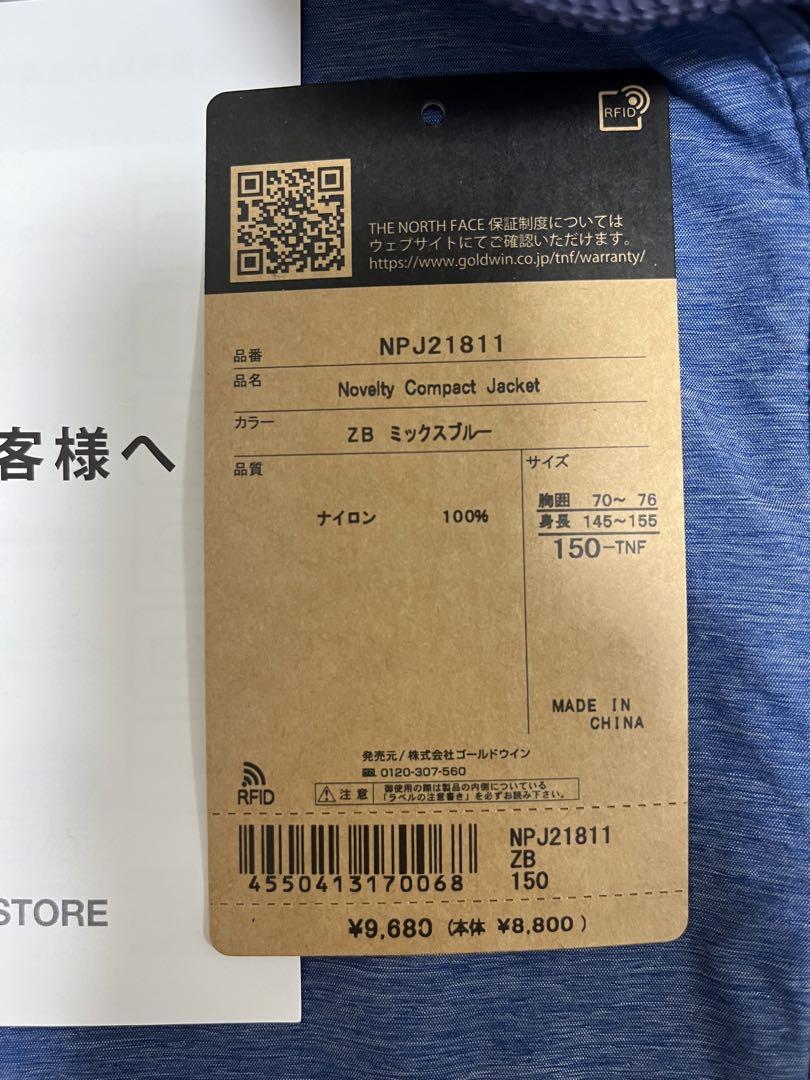 RFID
THE NORTH FACE 保証制度については
ウェブサイトにてご確認いただけます。
https://www.goldwin.co.jp/tnf/warranty/
品番 NPJ21811
品名 Novelty Compact Jacket
カラー ZB ミックスブルー
品質
ナイロン 100%
サイズ
胸囲 70~ 76
身長 145~155
150-TNF
MADE IN
CHINA
発売元/株式会社ゴールドウイン
0120-307-560
RFID
注意
御使用の際は製品の内側についている
「ラベルの注意書き」を必ずお読み下さい。
4550413170068
NPJ21811
ZB
150
¥9,680 (本体 ¥8,800)
客様へ
STORE